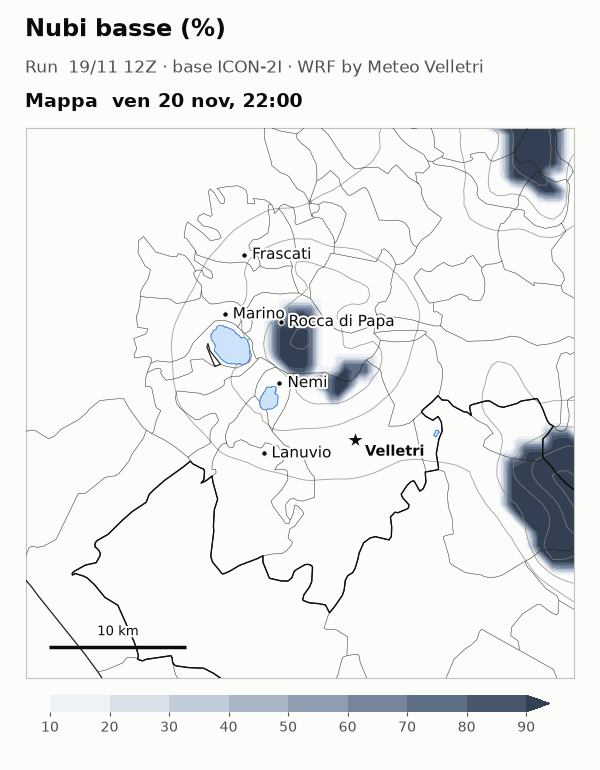 Nubi basse (%)
Run  19/11 12Z · base ICON-2I · WRF by Meteo Velletri
Mappa  ven 20 nov, 22:00
Frascati
Marino
Rocca di Papa
Nemi
Velletri
Lanuvio
10 km
10 20 30 40 50 60 70 80 90